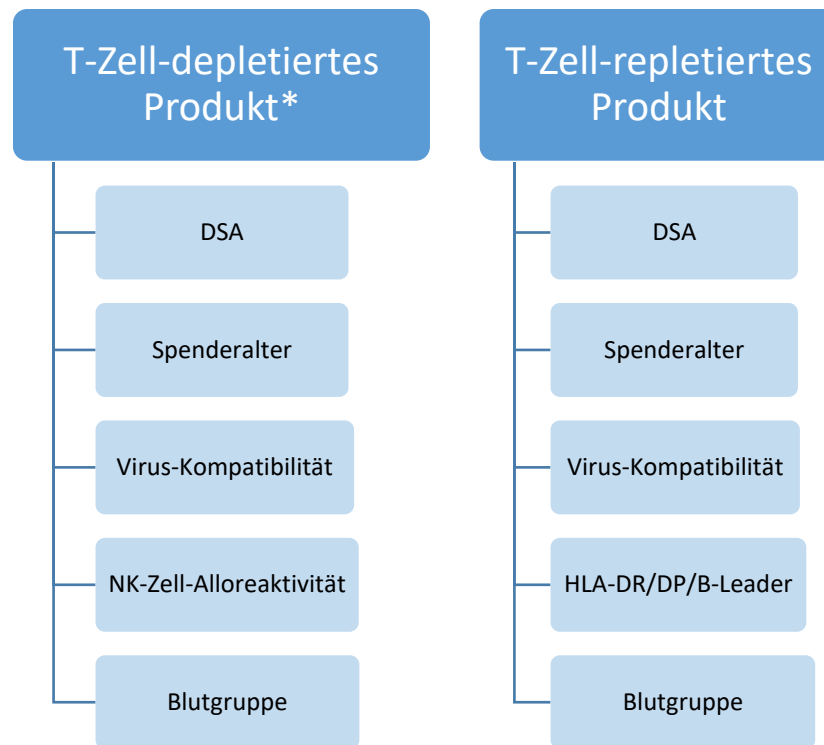 T-Zell-depletiertes
Produkt*
DSA
Spenderalter
Virus-Kompatibilität
NK-Zell-Alloreaktivität
Blutgruppe
T-Zell-repletiertes
Produkt
DSA
Spenderalter
Virus-Kompatibilität
HLA-DR/DP/B-Leader
Blutgruppe